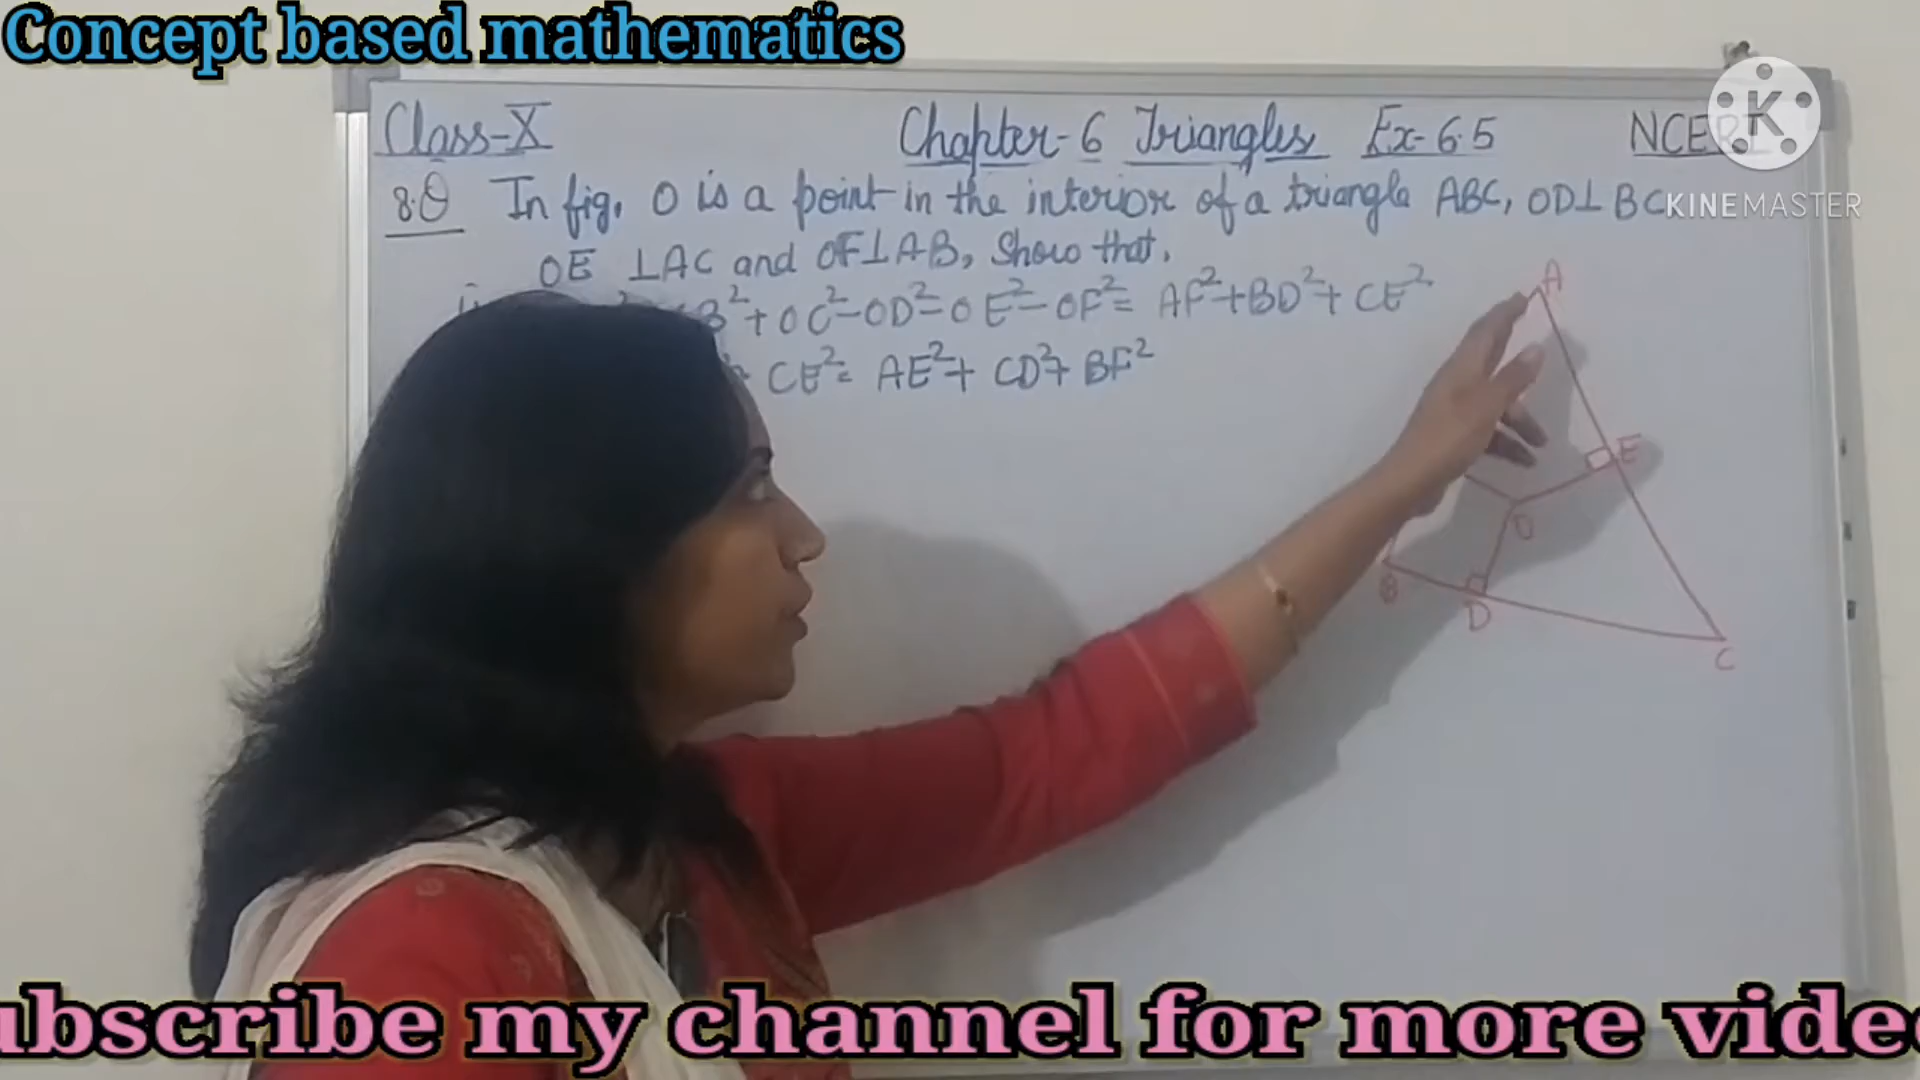 Concept based mathematics
Class-X Chapter-6 Triangles Ex-6.5 NCERT
8.Q In fig. O is a point in the interior of a triangle ABC, OD⊥BC
KINEMASTER
OE ⊥AC and OF⊥AB, Show that.
B²+OC²-OD²-OE²-OF²= AF²+BD²+CE²
CE²= AE²+ CD²+ BF²
A
E
O
B
D
C
ubscribe my channel for more vide